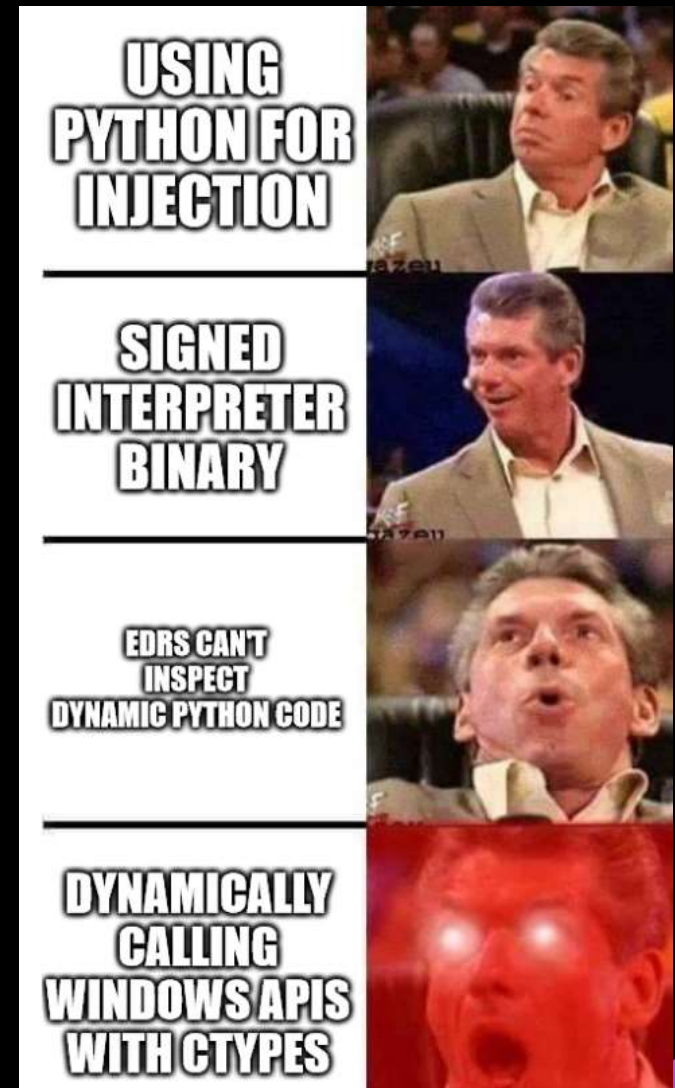 USING
PYTHON FOR
INJECTION
SIGNED
INTERPRETER
BINARY
EDRS CAN'T
INSPECT
DYNAMIC PYTHON CODE
DYNAMICALLY
CALLING
WINDOWS APIS
WITH CTYPES